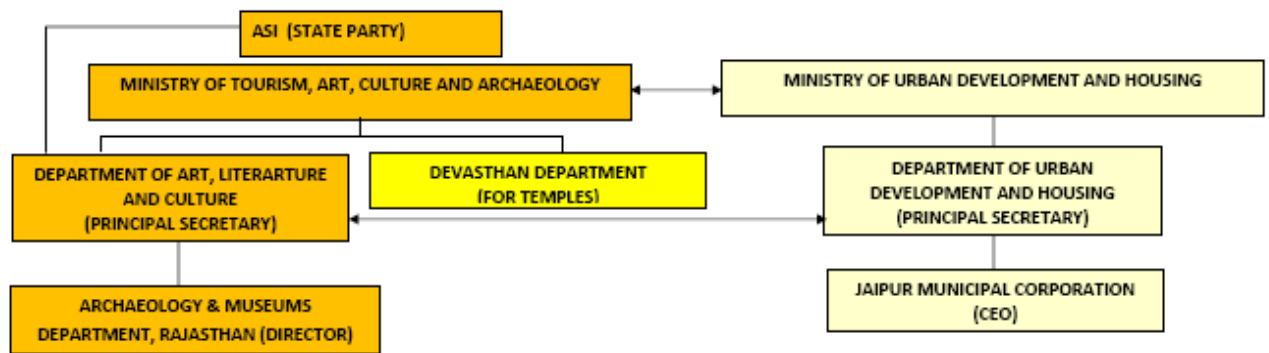 ASI (STATE PARTY)
MINISTRY OF TOURISM, ART, CULTURE AND ARCHAEOLOGY
MINISTRY OF URBAN DEVELOPMENT AND HOUSING
DEPARTMENT OF ART, LITERARTURE
AND CULTURE
(PRINCIPAL SECRETARY)
DEVASTHAN DEPARTMENT
(FOR TEMPLES)
DEPARTMENT OF URBAN
DEVELOPMENT AND HOUSING
(PRINCIPAL SECRETARY)
ARCHAEOLOGY & MUSEUMS
DEPARTMENT, RAJASTHAN (DIRECTOR)
JAIPUR MUNICIPAL CORPORATION
(CEO)